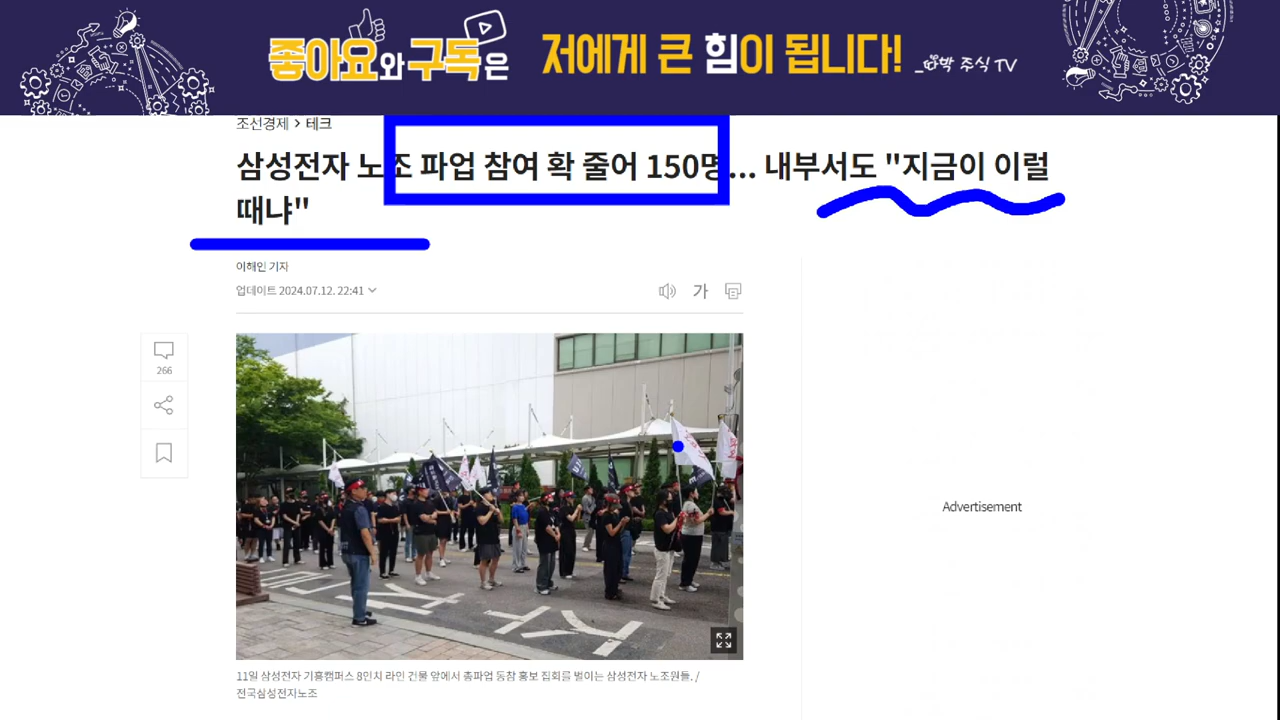 좋아요와 구독은 저에게 큰 힘이 됩니다!
박 주식 TV
조선경제 > 테크
삼성전자 노조 파업 참여 확 줄어 150명... 내부서도 "지금이 이럴
때냐"
이해인 기자
업데이트 2024.07.12. 22:41
가
266
Advertisement
11일 삼성전자 기흥캠퍼스 8인치 라인 건물 앞에서 총파업 동참 홍보 집회를 벌이는 삼성전자 노조원들. /
전국삼성전자노조